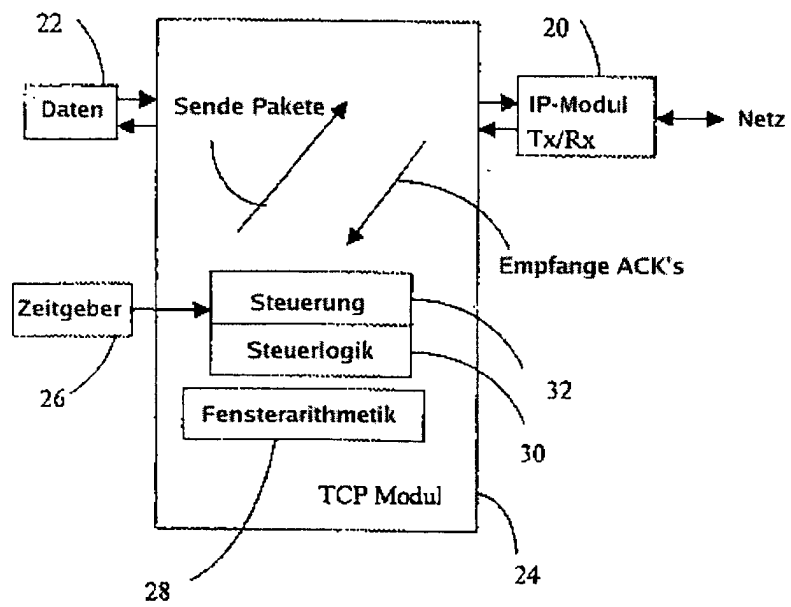 22
20
Daten
Sende Pakete
IP-Modul
Tx/Rx
Netz
Empfange ACK's
Zeitgeber
Steuerung
Steuerlogik
26
32
Fensterarithmetik
30
TCP Modul
28
24